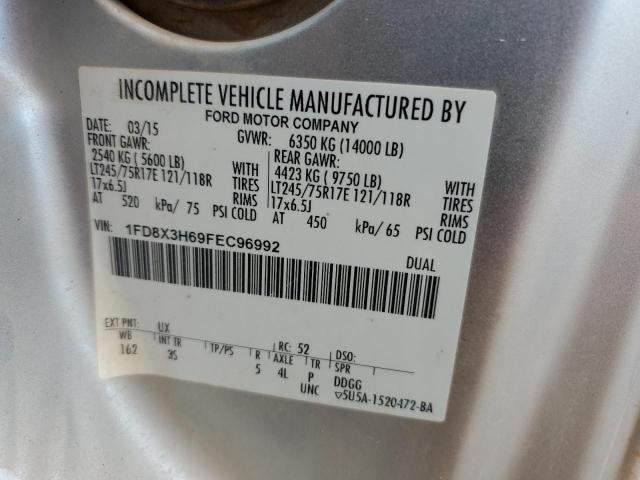 INCOMPLETE VEHICLE MANUFACTURED BY
FORD MOTOR COMPANY
DATE: 03/15 GVWR: 6350 KG (14000 LB)
FRONT GAWR: REAR GAWR:
2540 KG ( 5600 LB) WITH 4423 KG ( 9750 LB) WITH
LT245/75R17E 121/118R TIRES LT245/75R17E 121/118R TIRES
17x6.5J RIMS 17x6.5J RIMS
AT 520 kPa/ 75 PSI COLD AT 450 kPa/ 65 PSI COLD
VIN: 1FD8X3H69FEC96992 DUAL
EXT PNT: UX RC: 52 DSO:
WB INT TR TP/PS R AXLE TR SPR
162 3S 5 4L P DDGG
UNC ▽5U5A-1520472-BA